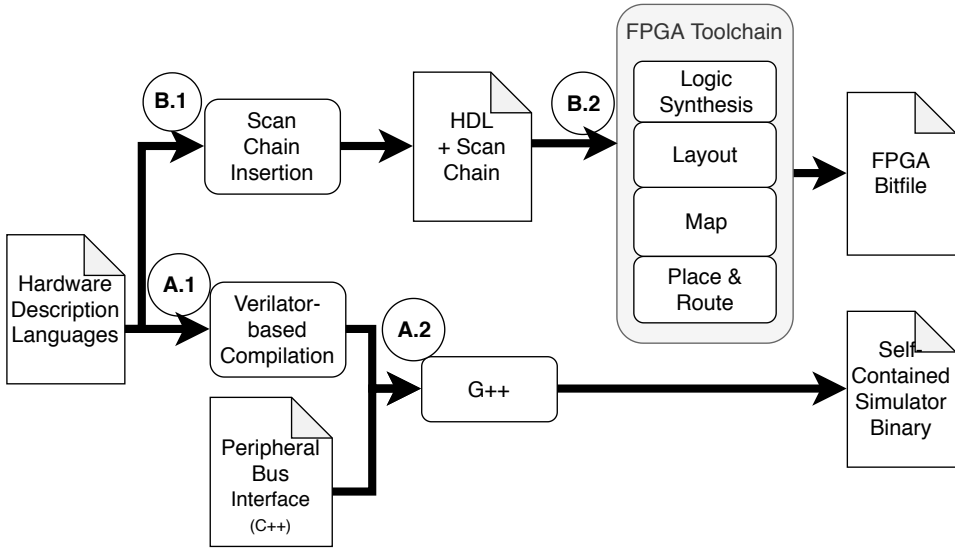 FPGA Toolchain
Logic
Synthesis
Layout
Map
Place &
Route
B.1
Scan
Chain
Insertion
HDL
+ Scan
Chain
B.2
FPGA
Bitfile
Hardware
Description
Languages
A.1
Verilator-
based
Compilation
A.2
G++
Peripheral
Bus
Interface
(C++)
Self-
Contained
Simulator
Binary